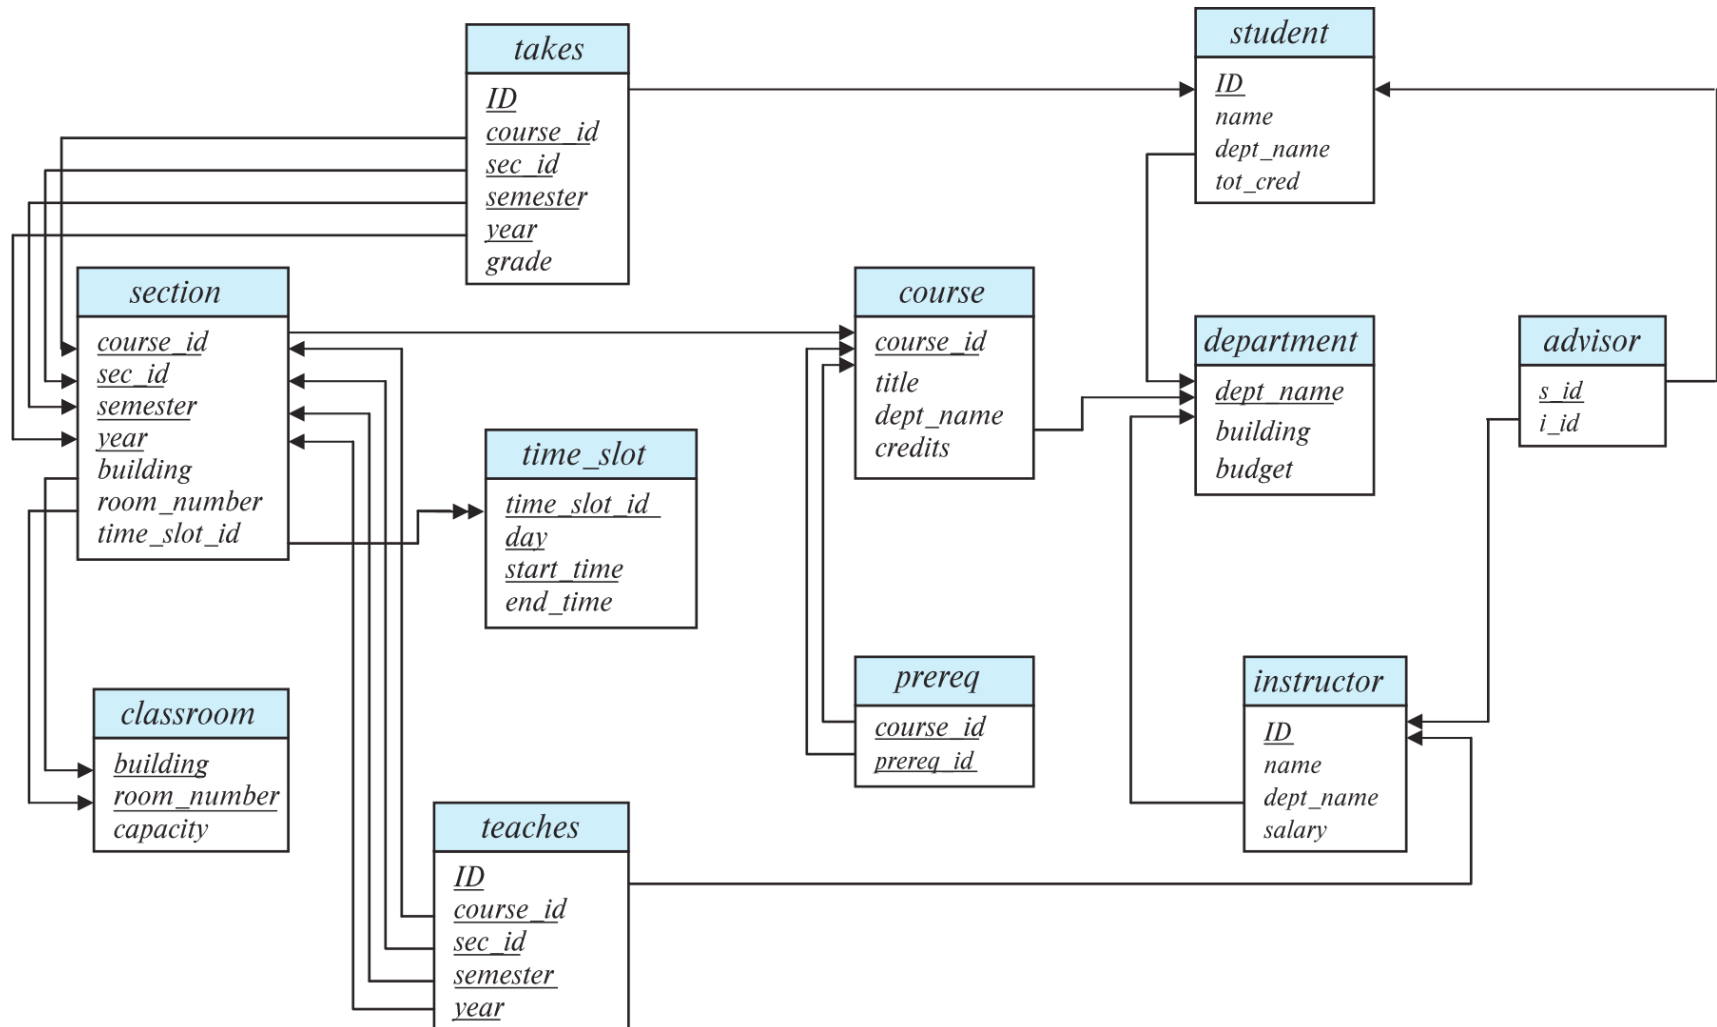 takes
ID
course_id
sec_id
semester
year
grade
student
ID
name
dept_name
tot_cred
section
course_id
sec_id
semester
year
building
room_number
time_slot_id
course
course_id
title
dept_name
credits
department
dept_name
building
budget
advisor
s_id
i_id
time_slot
time_slot_id
day
start_time
end_time
prereq
course_id
prereq_id
instructor
ID
name
dept_name
salary
classroom
building
room_number
capacity
teaches
ID
course_id
sec_id
semester
year